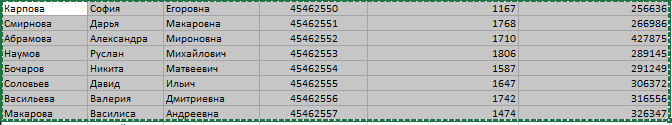 Карпова София Егоровна 45462550 1167 256636
Смирнова Дарья Макаровна 45462551 1768 266986
Абрамова Александра Мироновна 45462552 1710 427875
Наумов Руслан Михайлович 45462553 1806 289145
Бочаров Никита Матвеевич 45462554 1587 291249
Соловьев Давид Ильич 45462555 1647 306372
Васильева Валерия Дмитриевна 45462556 1742 316556
Макарова Василиса Андреевна 45462557 1474 326347